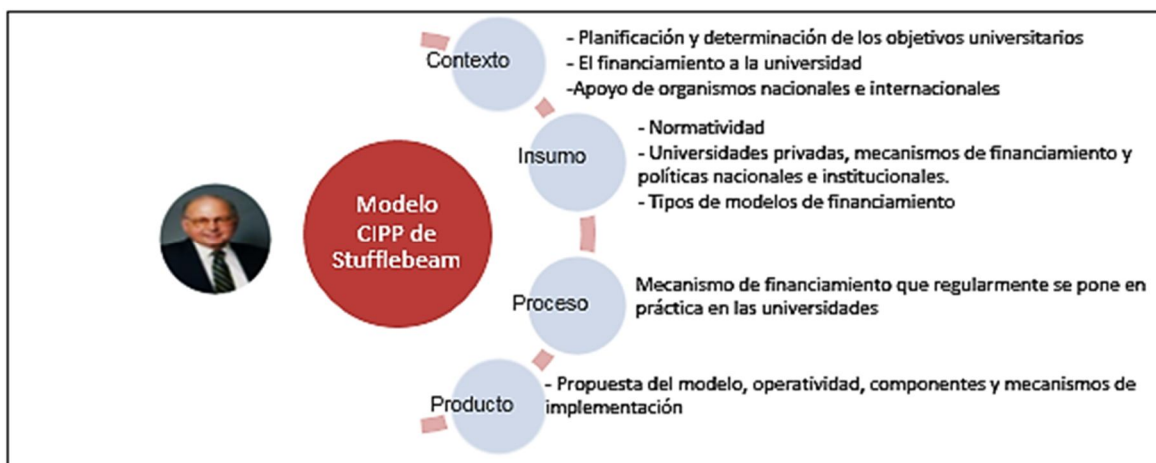 Contexto
- Planificación y determinación de los objetivos universitarios
- El financiamiento a la universidad
-Apoyo de organismos nacionales e internacionales
Insumo
- Normatividad
- Universidades privadas, mecanismos de financiamiento y
políticas nacionales e institucionales.
- Tipos de modelos de financiamiento
Modelo
CIPP de
Stufflebeam
Proceso
Mecanismo de financiamiento que regularmente se pone en
práctica en las universidades
Producto
- Propuesta del modelo, operatividad, componentes y mecanismos de
implementación